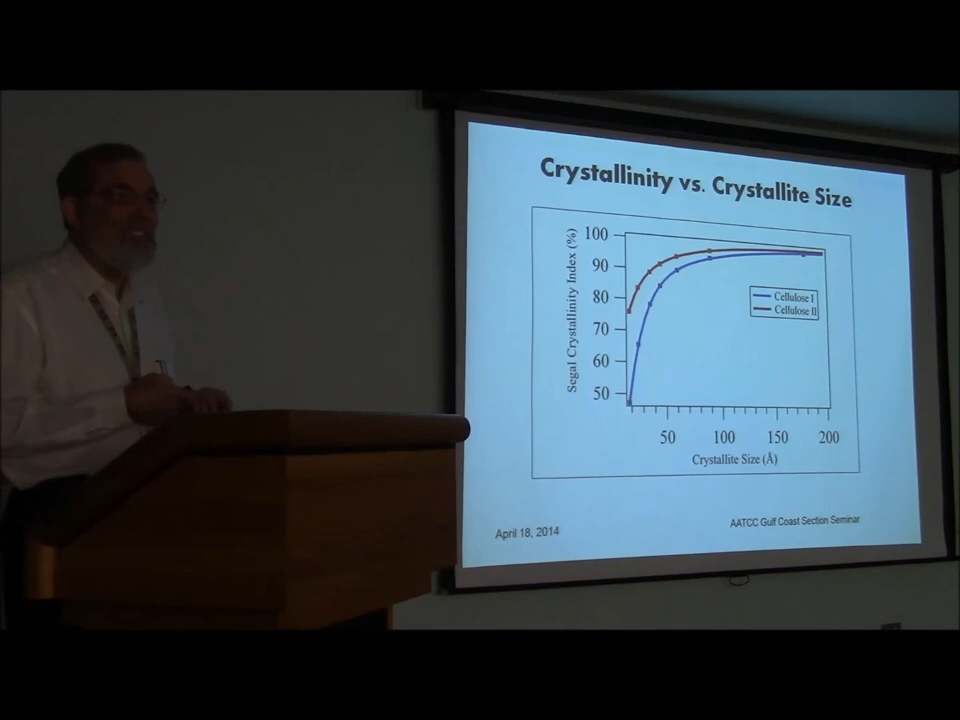 Crystallinity vs. Crystallite Size
Segal Crystallinity Index (%)
100
90
80
70
60
50
Cellulose I
Cellulose II
50 100 150 200
Crystallite Size (Å)
April 18, 2014
AATCC Gulf Coast Section Seminar